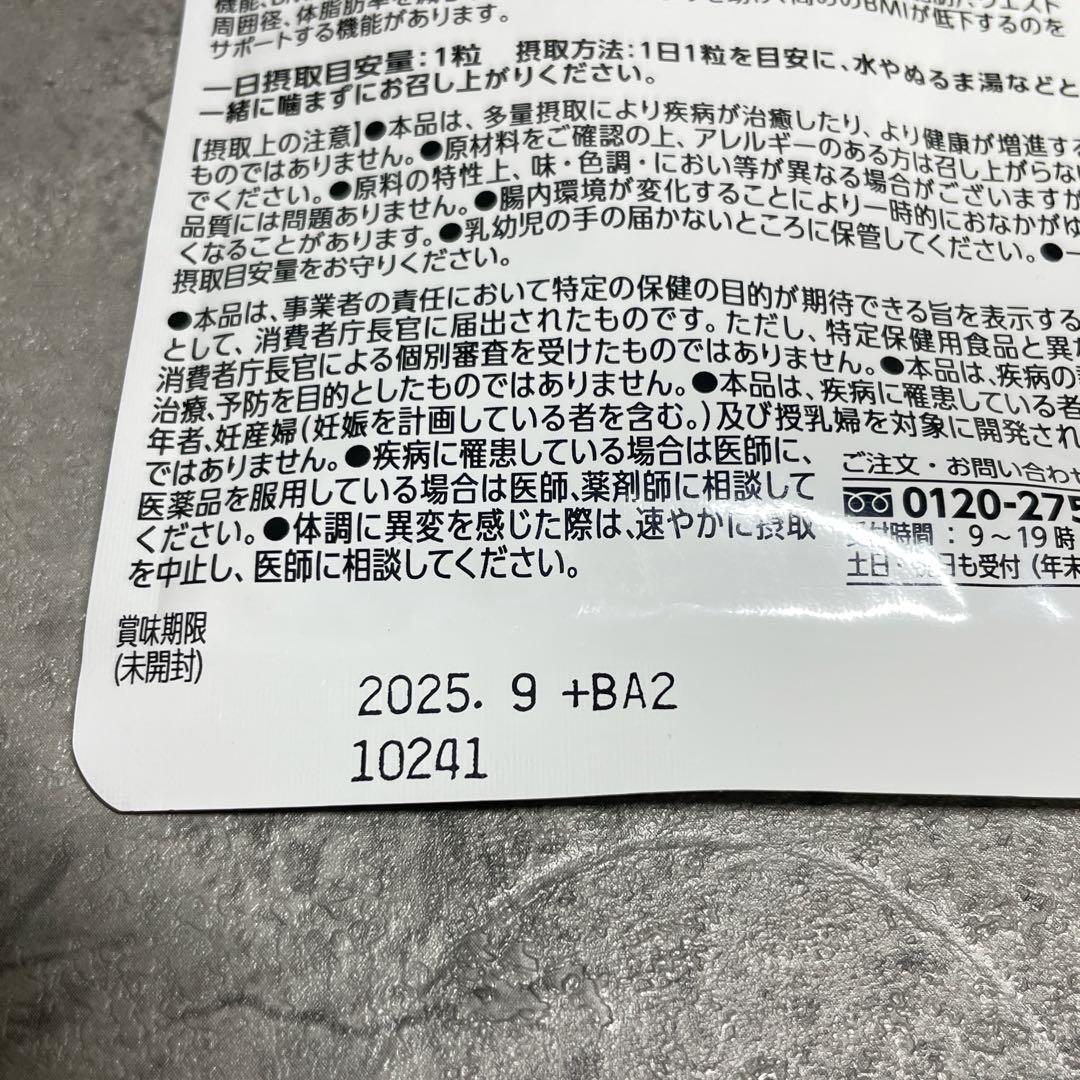 周囲径、体脂肪率を減
のBMIが低下するのを
サポートする機能があります。
一日摂取目安量：1粒　摂取方法：1日1粒を目安に、水やぬるま湯などと
一緒に噛まずにお召し上がりください。
【摂取上の注意】●本品は、多量摂取により疾病が治癒したり、より健康が増進する
ものではありません。●原材料をご確認の上、アレルギーのある方は召し上がらない
でください。●原料の特性上、味・色調・におい等が異なる場合がございますが
品質には問題ありません。●腸内環境が変化することにより一時的におなかがゆ
くなることがあります。●乳幼児の手の届かないところに保管してください。●一
摂取目安量をお守りください。
●本品は、事業者の責任において特定の保健の目的が期待できる旨を表示する
として、消費者庁長官に届出されたものです。ただし、特定保健用食品と異な
消費者庁長官による個別審査を受けたものではありません。●本品は、疾病の
治療、予防を目的としたものではありません。●本品は、疾病に罹患している者
年者、妊産婦（妊娠を計画している者を含む。）及び授乳婦を対象に開発され
ではありません。●疾病に罹患している場合は医師に、
医薬品を服用している場合は医師、薬剤師に相談して
ください。●体調に異変を感じた際は、速やかに摂取
を中止し、医師に相談してください。
ご注文・お問い合わせ
0120-275
受付時間：9～19時
土日・祝日も受付（年末
賞味期限
(未開封)
2025. 9 +BA2
10241